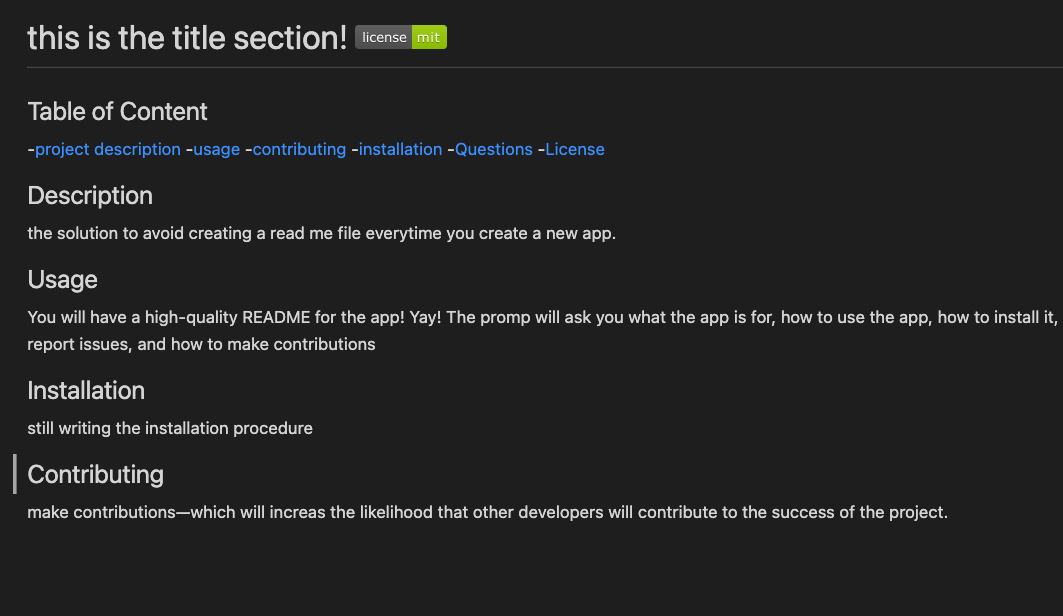 this is the title section! license mit
Table of Content
-project description -usage -contributing -installation -Questions -License
Description
the solution to avoid creating a read me file everytime you create a new app.
Usage
You will have a high-quality README for the app! Yay! The promp will ask you what the app is for, how to use the app, how to install it,
report issues, and how to make contributions
Installation
still writing the installation procedure
Contributing
make contributions—which will increas the likelihood that other developers will contribute to the success of the project.